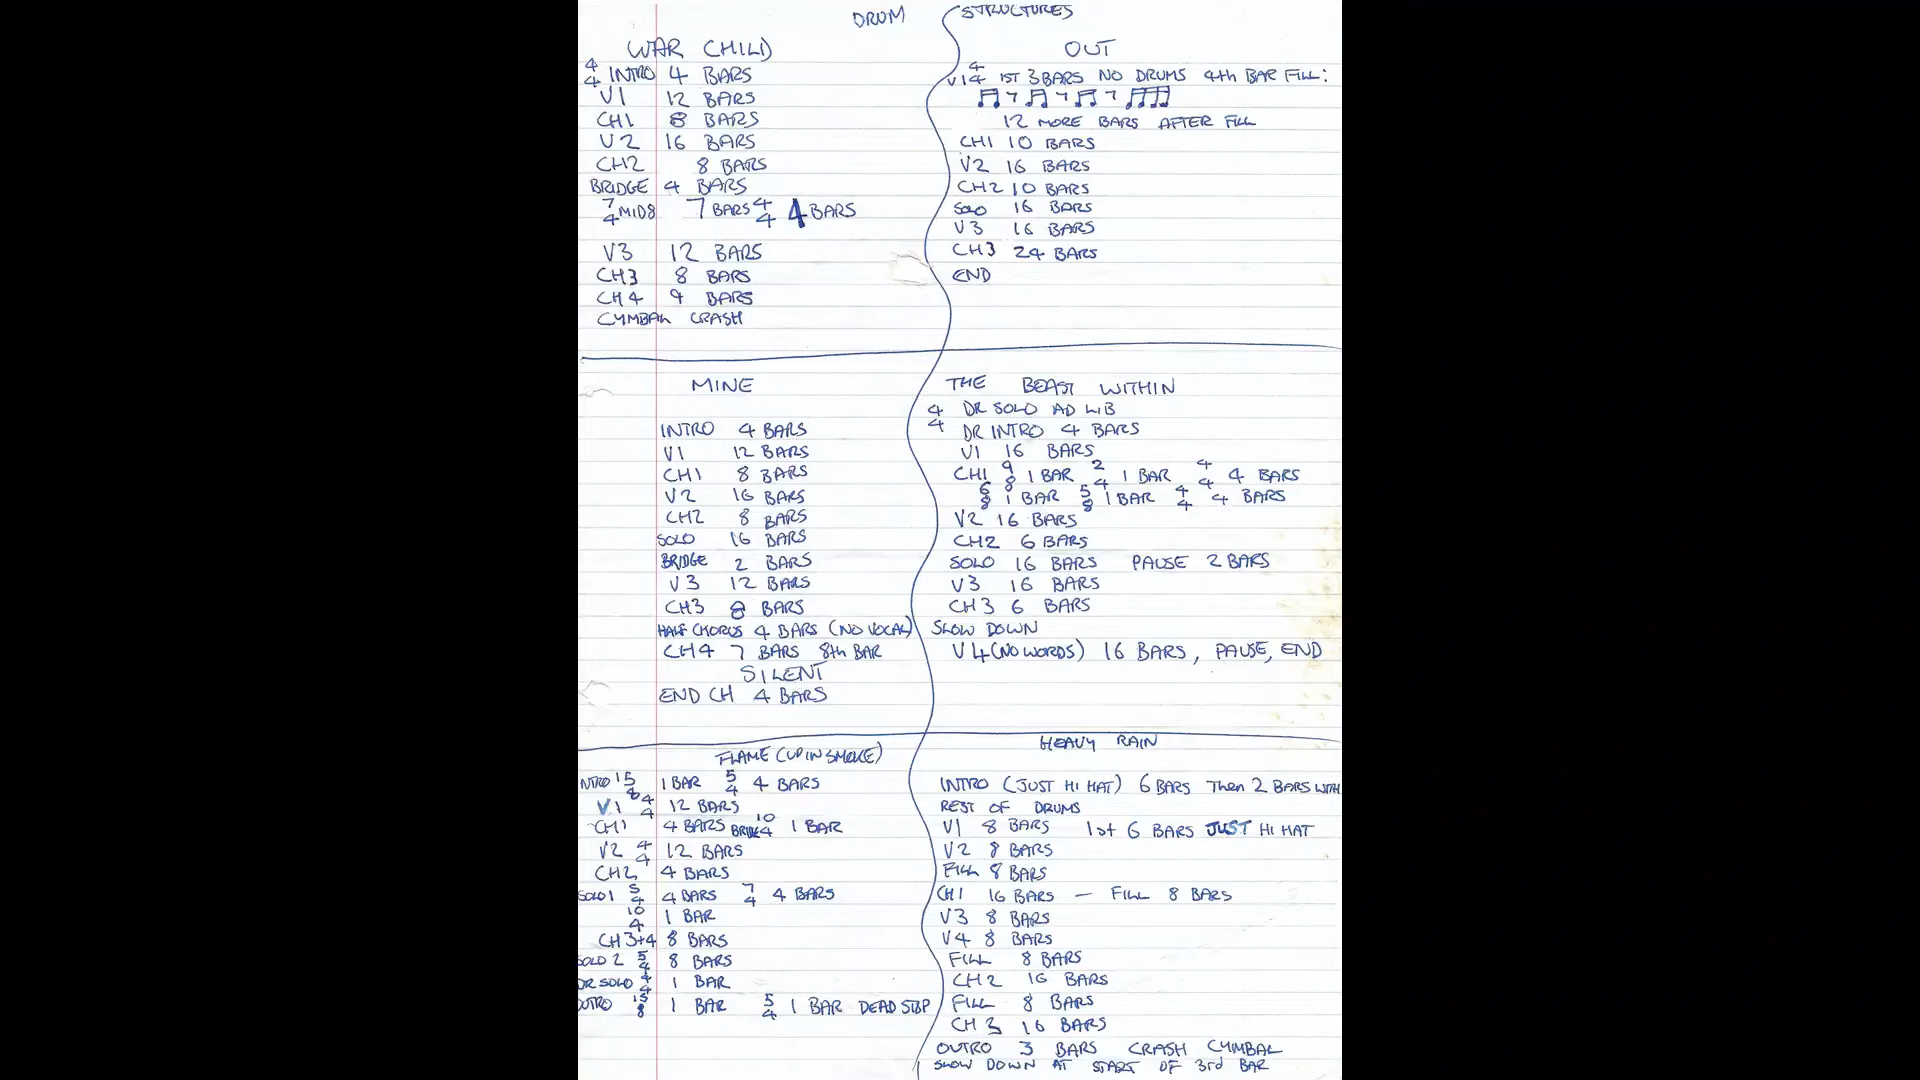 DRUM STRUCTURES
WAR CHILD
4/4 INTRO 4 BARS
V1 12 BARS
CH1 8 BARS
V2 16 BARS
CH2 8 BARS
BRIDGE 4 BARS
7/4 MID8 7 BARS 4/4 4 BARS
V3 12 BARS
CH3 8 BARS
CH4 9 BARS
CYMBAL CRASH
OUT
V1 4/4 1ST 3 BARS NO DRUMS 4th BAR FILL:
12 MORE BARS AFTER FILL
CH1 10 BARS
V2 16 BARS
CH2 10 BARS
SOLO 16 BARS
V3 16 BARS
CH3 24 BARS
END
MINE
INTRO 4 BARS
V1 12 BARS
CH1 8 BARS
V2 16 BARS
CH2 8 BARS
SOLO 16 BARS
BRIDGE 2 BARS
V3 12 BARS
CH3 8 BARS
HALF CHORUS 4 BARS (NO VOCAL)
CH4 7 BARS 8th BAR
SILENT
END CH 4 BARS
THE BEAST WITHIN
4/4 DR SOLO AD LIB
DR INTRO 4 BARS
V1 16 BARS
CH1 9/8 1 BAR 2/4 1 BAR 4/4 4 BARS
6/8 1 BAR 5/8 1 BAR 4/4 4 BARS
V2 16 BARS
CH2 6 BARS
SOLO 16 BARS PAUSE 2 BARS
V3 16 BARS
CH3 6 BARS
SLOW DOWN
V4 (NO WORDS) 16 BARS, PAUSE, END
FLAME (UP IN SMOKE)
INTRO 15/8 1 BAR 5/4 4 BARS
V1 4/4 12 BARS
CH1 4 BARS BRIDGE 10/4 1 BAR
V2 4/4 12 BARS
CH2 4 BARS
SOLO 1 5/4 4 BARS 7/4 4 BARS
10/4 1 BAR
CH 3+4 8 BARS
SOLO 2 5/4 8 BARS
DR SOLO 4/4 1 BAR
OUTRO 15/8 1 BAR 5/4 1 BAR DEAD STOP
HEAVY RAIN
INTRO (JUST HI HAT) 6 BARS Then 2 BARS WITH
REST OF DRUMS
V1 8 BARS 1st 6 BARS JUST HI HAT
V2 8 BARS
FILL 8 BARS
CH1 16 BARS — FILL 8 BARS
V3 8 BARS
V4 8 BARS
FILL 8 BARS
CH2 16 BARS
FILL 8 BARS
CH3 16 BARS
OUTRO 3 BARS CRASH CYMBAL
SLOW DOWN AT START OF 3rd BAR